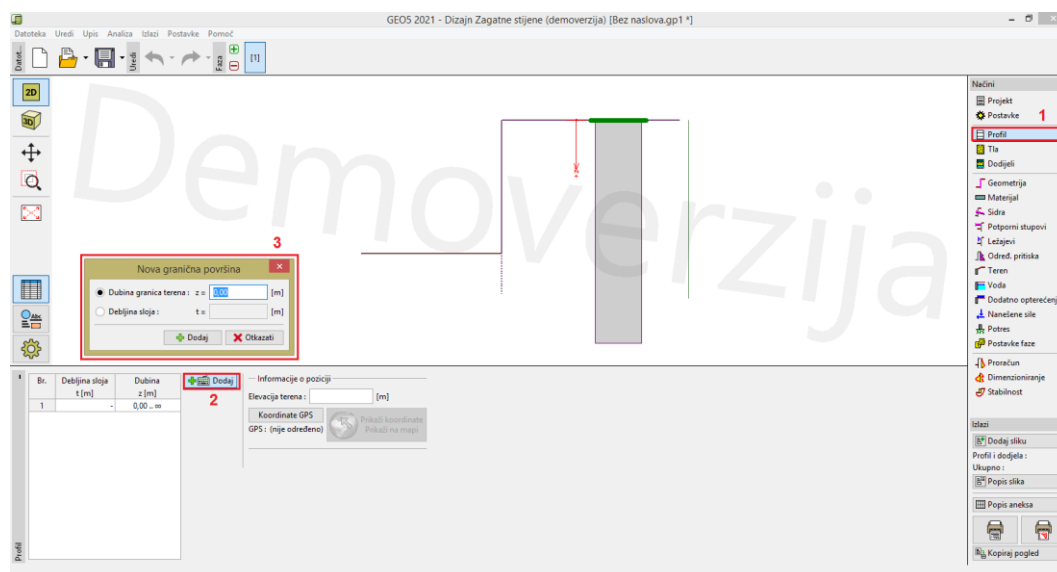 GEO5 2021 - Dizajn Zagatne stijene (demoverzija) [Bez naslova.gp1 *]
Datoteka Uredi Upis Analiza Izlazi Postavke Pomoć
Datot...
Uredi
Faza
[1]
2D
3D
Abc
Demoverzija
+z
3
Nova granična površina
Dubina granica terena : z = 0,00 [m]
Debljina sloja : t = [m]
Dodaj Otkazati
Načini
Projekt
Postavke 1
Profil
Tla
Dodijeli
Geometrija
Materijal
Sidra
Potporni stupovi
Ležajevi
Odred. pritiska
Teren
Voda
Dodatno opterećenj
Nanešene sile
Potres
Postavke faze
Proračun
Dimenzioniranje
Stabilnost
Br. Debljina sloja Dubina
t [m] z [m]
1 - 0,00 .. ∞
Dodaj
2
Informacije o poziciji
Elevacija terena : [m]
Koordinate GPS
GPS : (nije određeno)
Prikaži koordinate
Prikaži na mapi
Profil
Izlazi
Dodaj sliku
Profil i dodjela :
Ukupno :
Popis slika
Popis aneksa
Kopiraj pogled